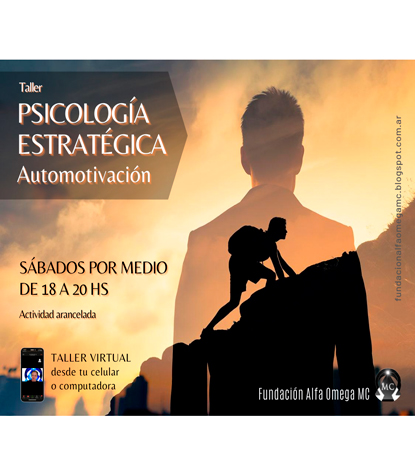 Taller
PSICOLOGÍA
ESTRATÉGICA
Automotivación
SÁBADOS POR MEDIO
DE 18 A 20 HS
Actividad arancelada
TALLER VIRTUAL
desde tu celular
o computadora
Fundación Alfa Omega MC
MC
fundacionalfaomegamc.blogspot.com.ar